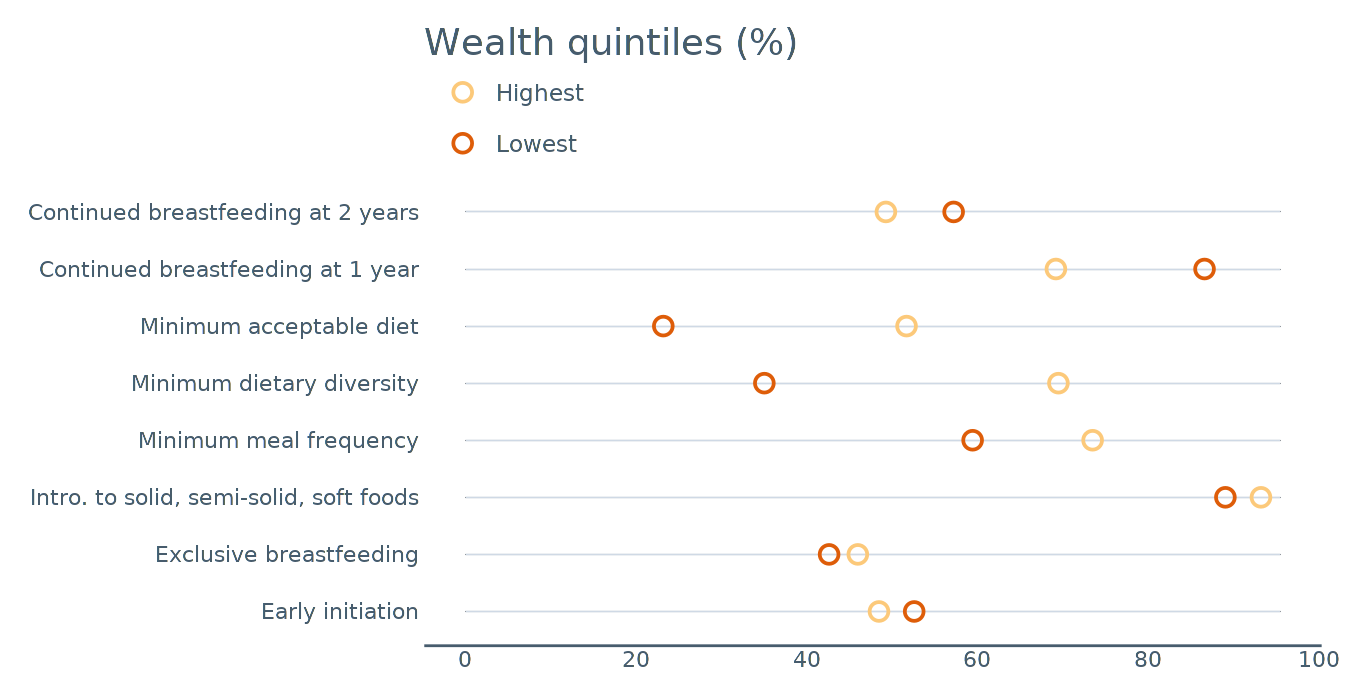 Wealth quintiles (%)
Highest
Lowest
Continued breastfeeding at 2 years
Continued breastfeeding at 1 year
Minimum acceptable diet
Minimum dietary diversity
Minimum meal frequency
Intro. to solid, semi-solid, soft foods
Exclusive breastfeeding
Early initiation
0 20 40 60 80 100